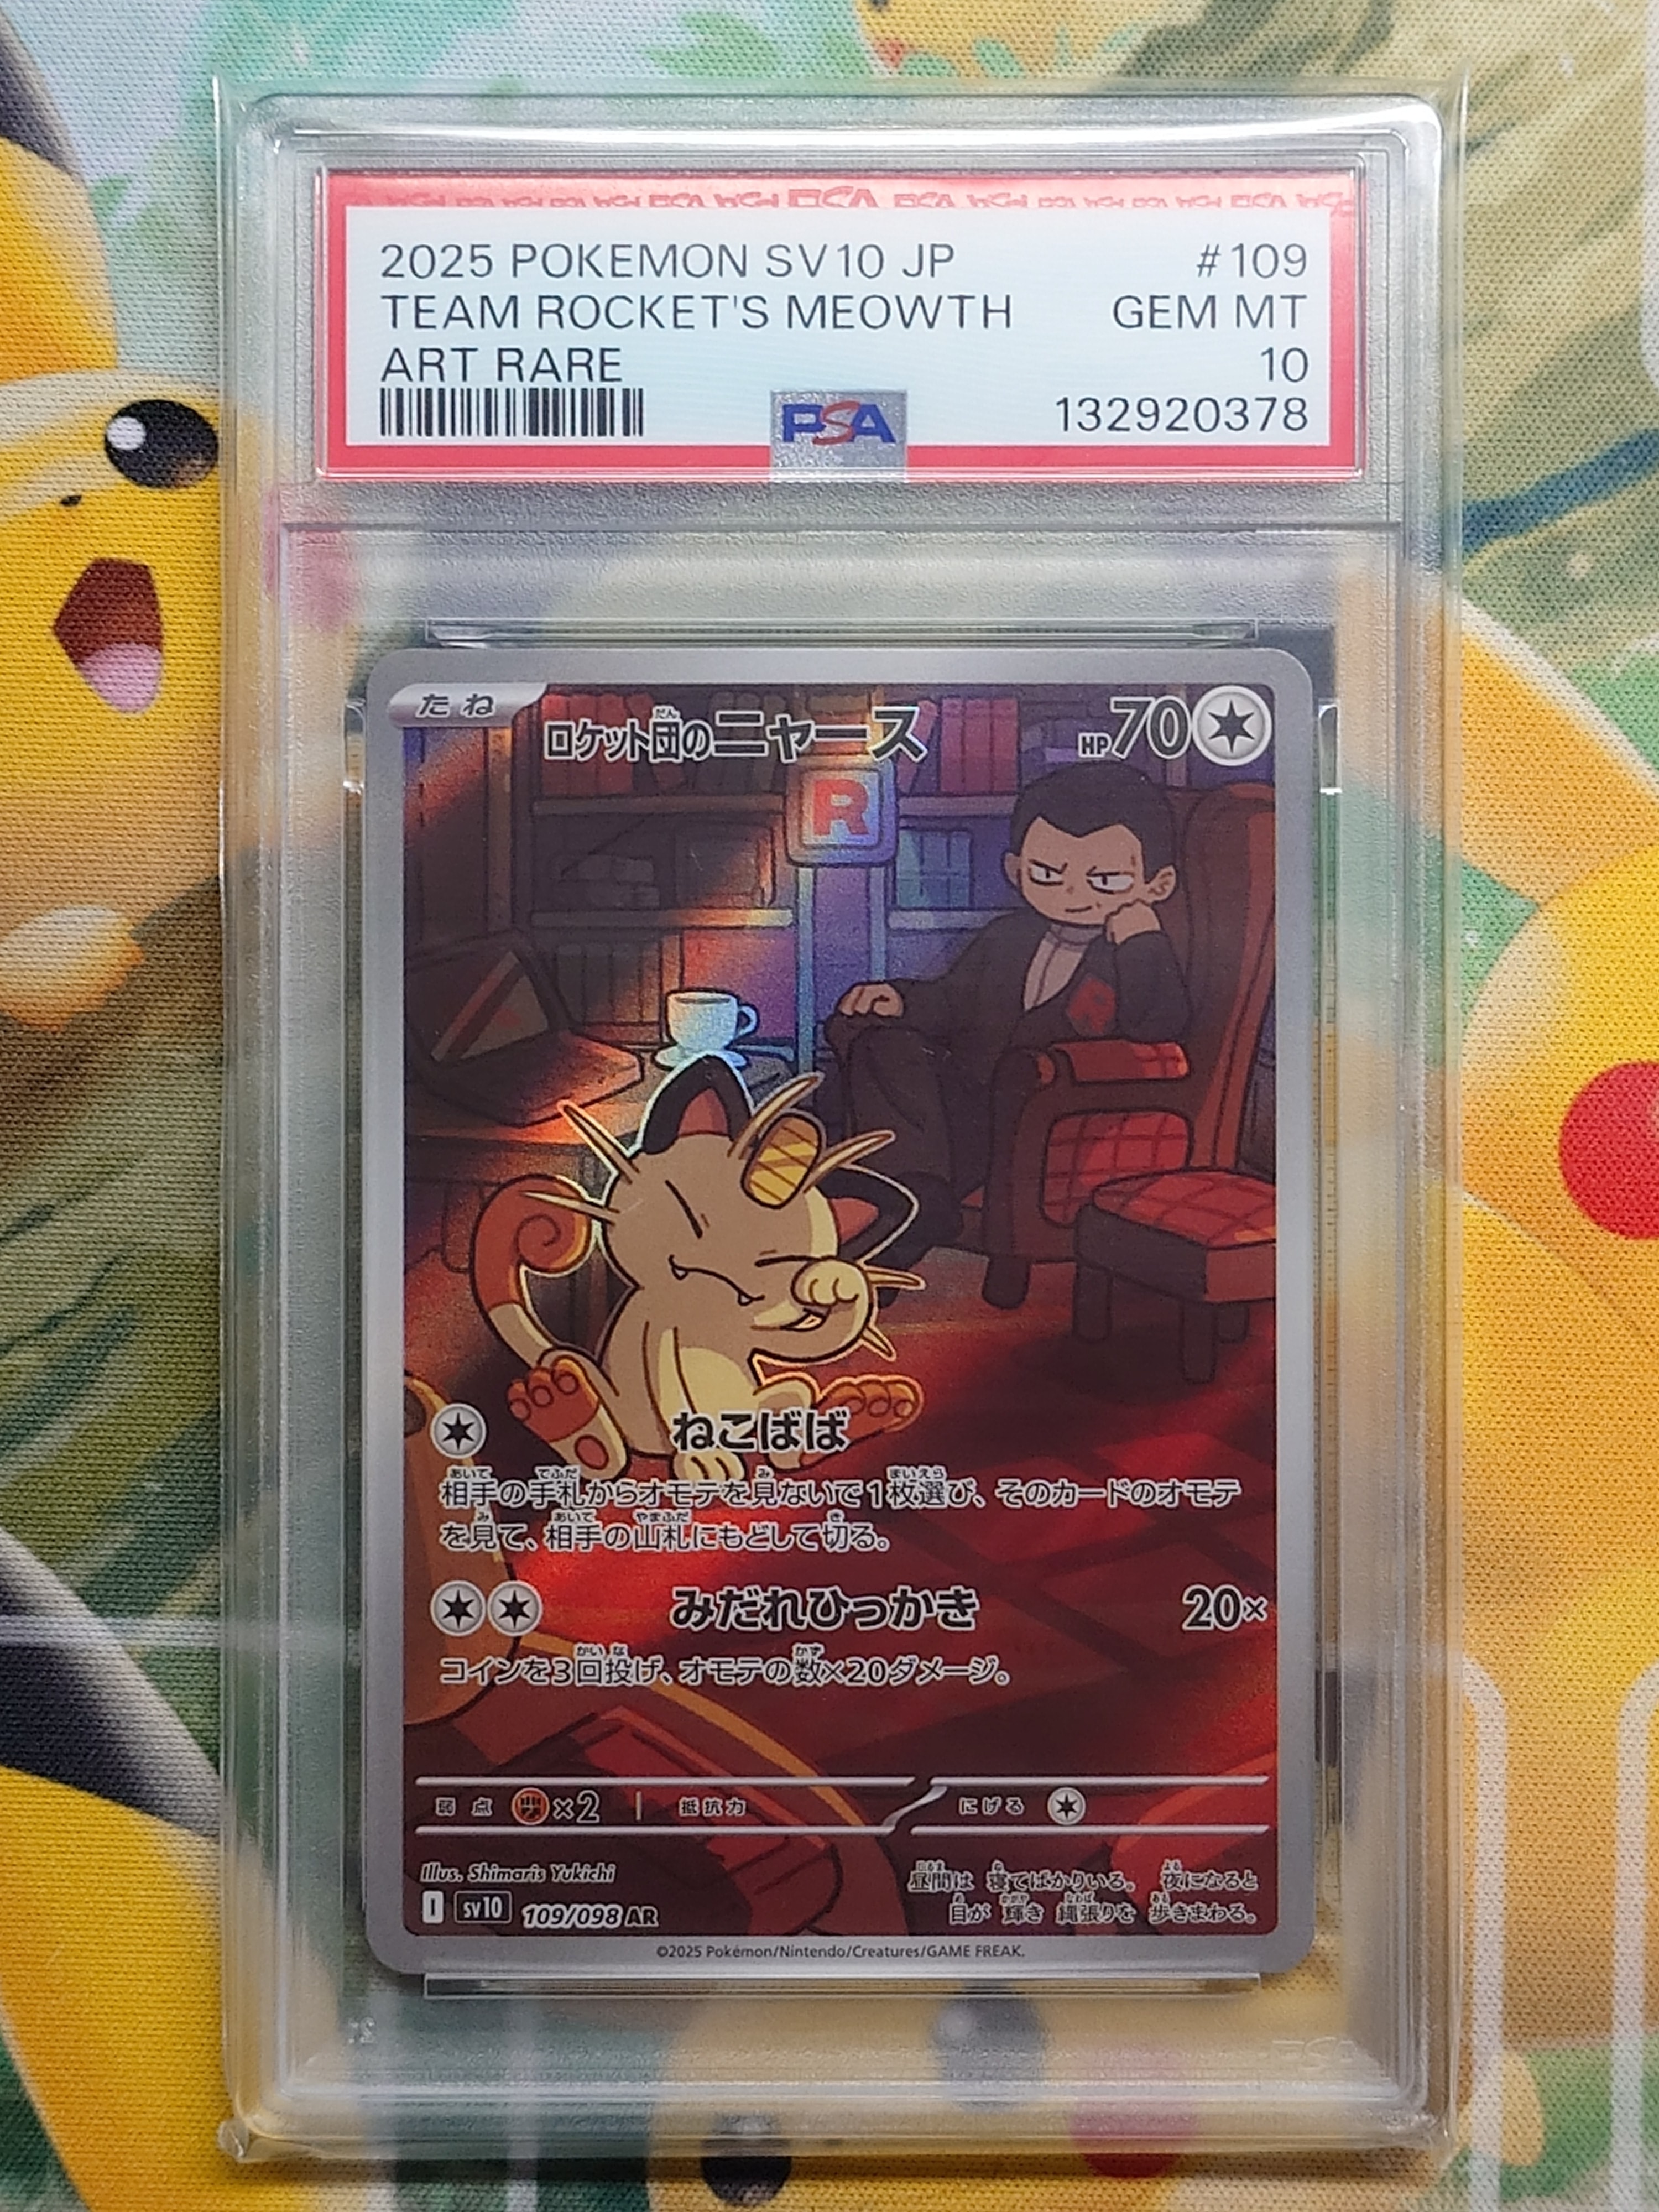 2025 POKEMON SV10 JP #109
TEAM ROCKET'S MEOWTH GEM MT
ART RARE 10
PSA 132920378
たね ロケット団のニャース HP70
だん
R
R
ねこばば
相手の手札からオモテを見ないで1枚選び、そのカードのオモテ
を見て、相手の山札にもどして切る。
みだれひっかき 20×
コインを3回投げ、オモテの数×20ダメージ。
弱点 ×2 抵抗力 にげる
Illus. Shimaris Yukichi
昼間は 寝てばかりいる。 夜になると
目が 輝き 縄張りを 歩きまわる。
I SV10 109/098 AR
©2025 Pokémon/Nintendo/Creatures/GAME FREAK.